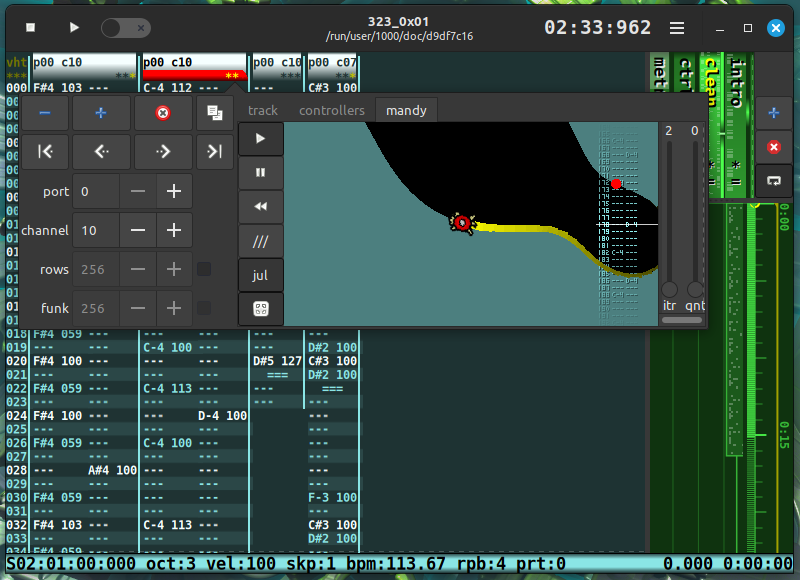 323_0x01
/run/user/1000/doc/d9df7c16
02:33:962
vht p00 c10 p00 c10 p00 c10 p00 c07
*** *** ** *** ***
000 F#4 103 --- C-4 112 --- --- C#3 100
track controllers mandy
port 0
channel 10
rows 256
funk 256
///
jul
2 0
itr qnt
met ctr clean intro
0:00
0:15
018 F#4 059 --- --- --- --- ---
019 --- --- C-4 100 --- --- D#2 100
020 F#4 100 --- --- --- D#5 127 C#3 100
021 --- --- --- --- === D#2 100
022 F#4 059 --- C-4 113 --- --- ===
023 --- --- --- --- --- ---
024 F#4 100 --- --- D-4 100 ---
025 --- --- --- --- ---
026 F#4 059 --- C-4 100 --- ---
027 --- --- --- --- ---
028 --- A#4 100 --- --- ---
029 --- --- --- --- ---
030 F#4 059 --- --- --- F-3 100
031 --- --- --- --- ---
032 F#4 103 --- C-4 113 --- C#3 100
033 --- --- --- --- D#2 100
034 F#4 059 --- --- --- ---
S02:01:00:000 oct:3 vel:100 skp:1 bpm:113.67 rpb:4 prt:0 0.000 0:00:00